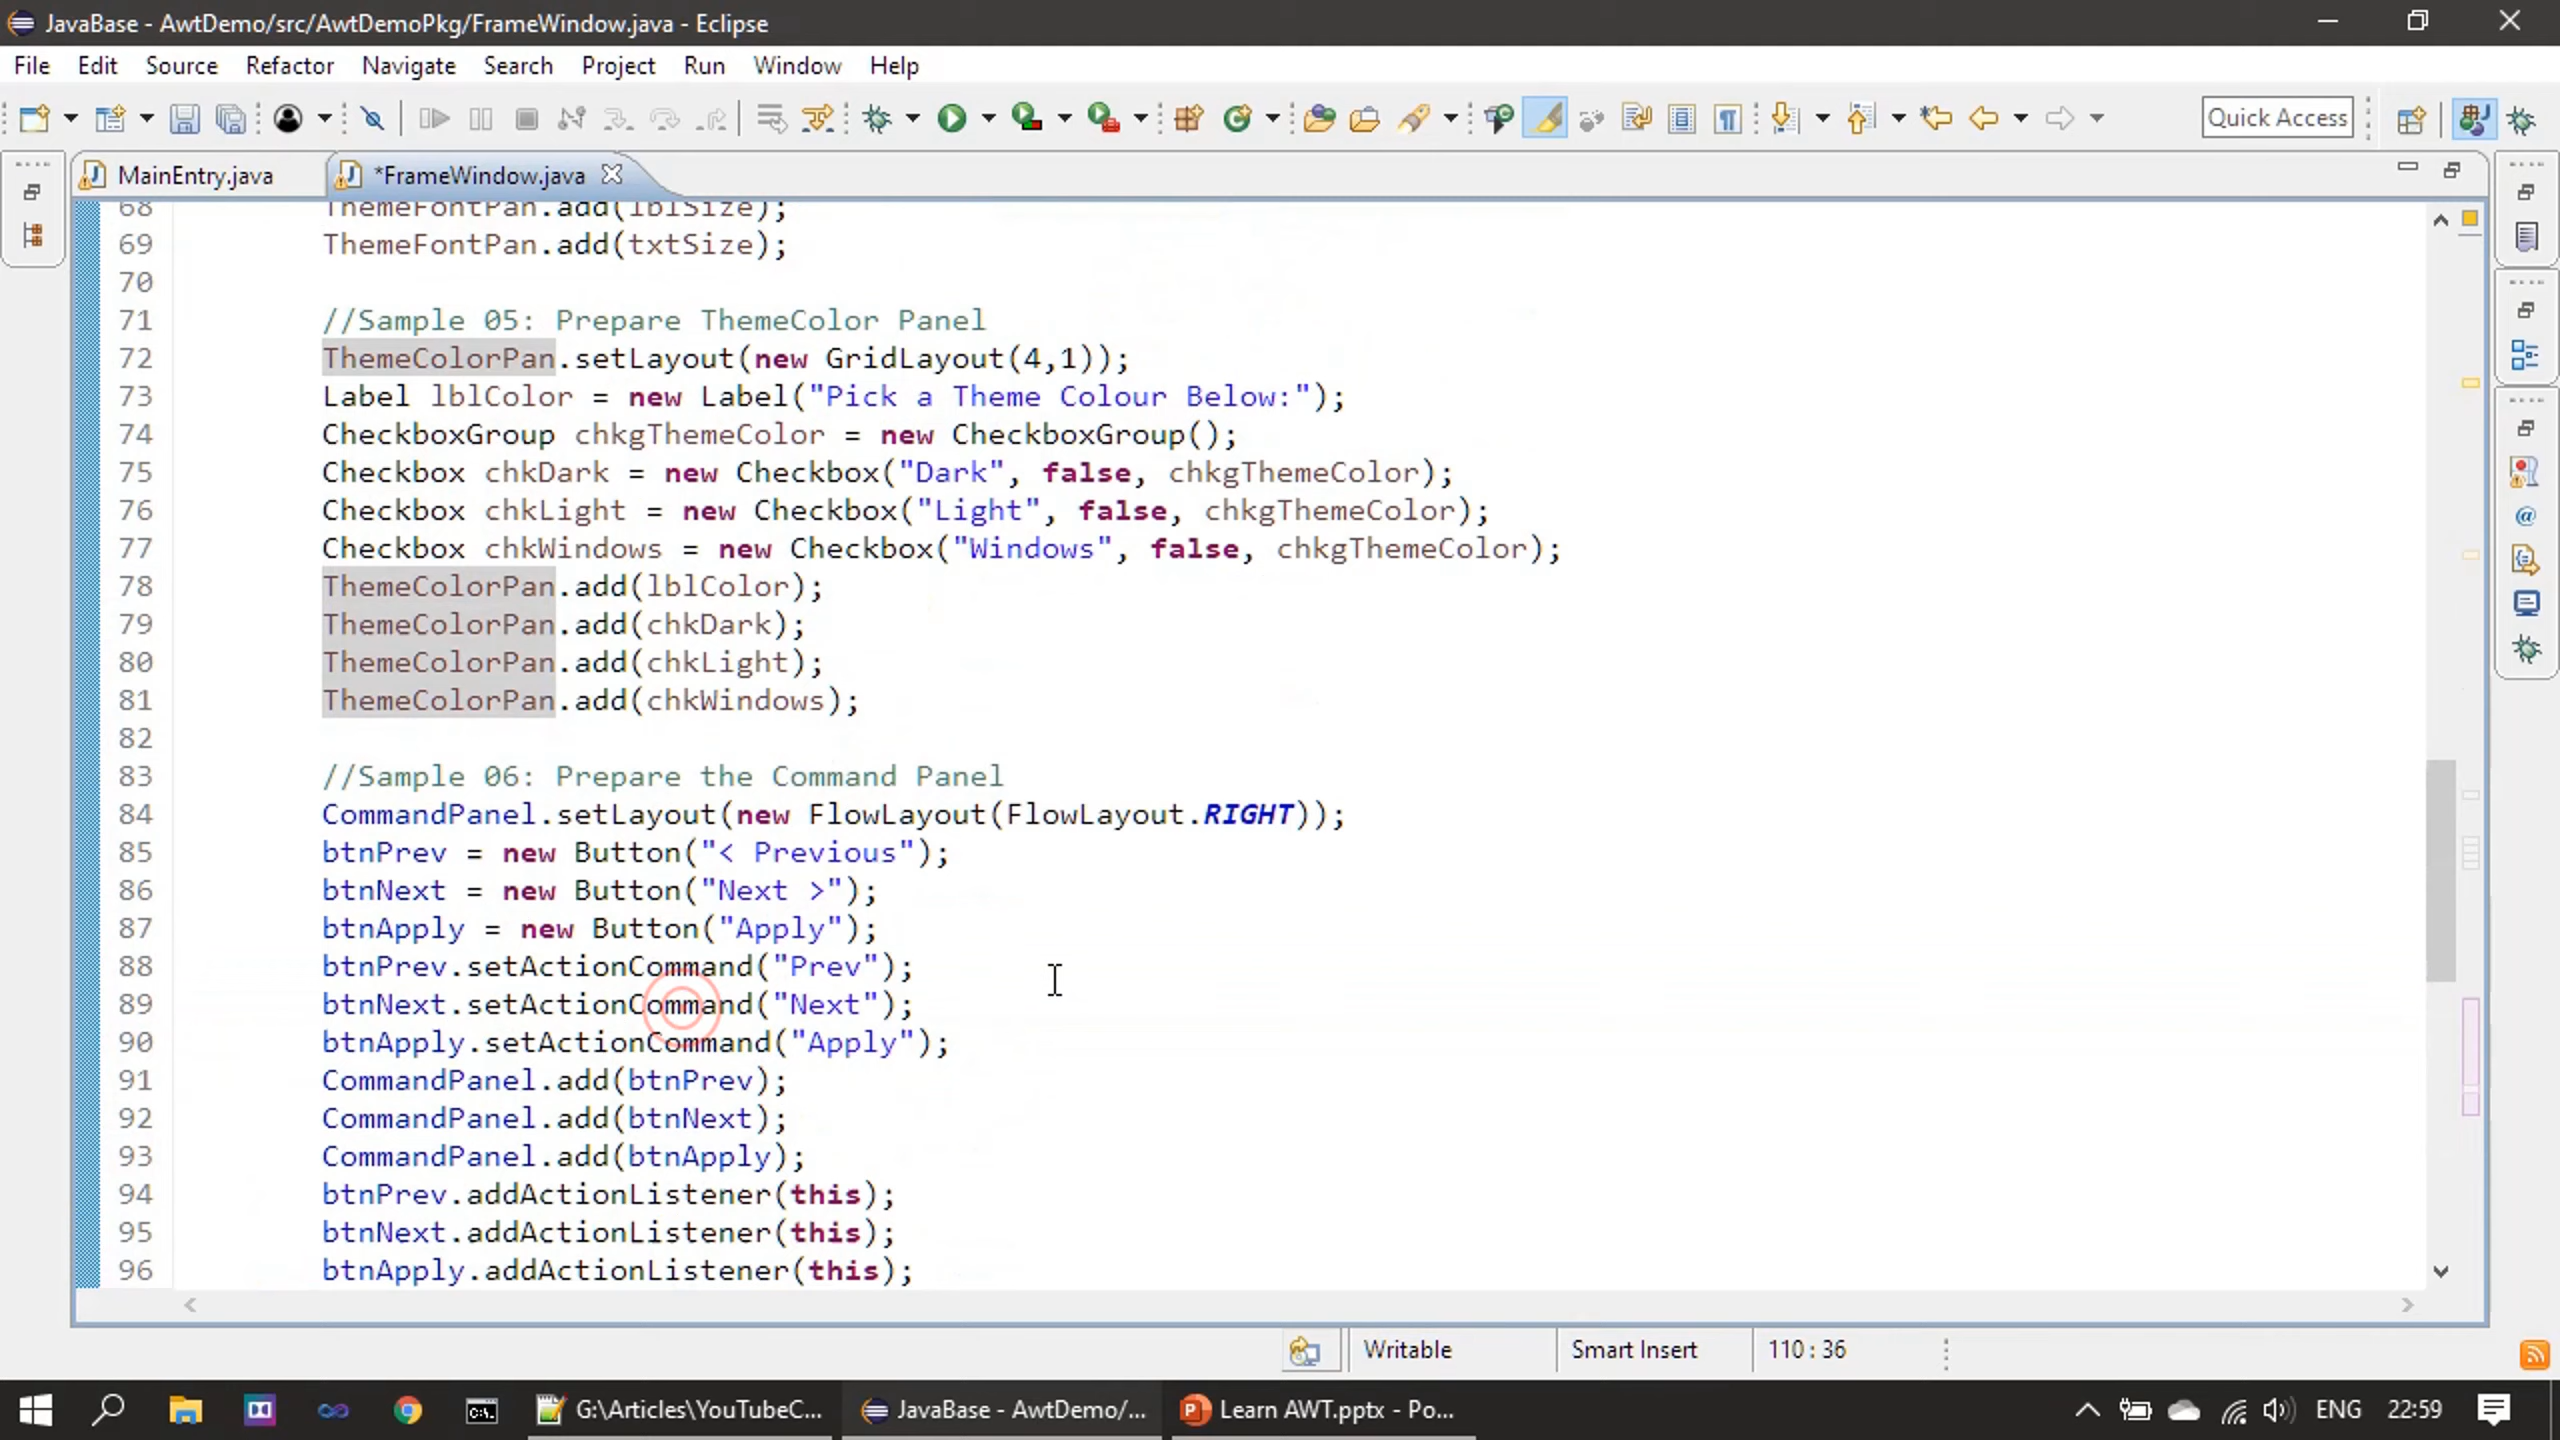 JavaBase - AwtDemo/src/AwtDemoPkg/FrameWindow.java - Eclipse
File Edit Source Refactor Navigate Search Project Run Window Help
Quick Access
MainEntry.java *FrameWindow.java
68 ThemeFontPan.add(lblSize);
69 ThemeFontPan.add(txtSize);
70
71 //Sample 05: Prepare ThemeColor Panel
72 ThemeColorPan.setLayout(new GridLayout(4,1));
73 Label lblColor = new Label("Pick a Theme Colour Below:");
74 CheckboxGroup chkgThemeColor = new CheckboxGroup();
75 Checkbox chkDark = new Checkbox("Dark", false, chkgThemeColor);
76 Checkbox chkLight = new Checkbox("Light", false, chkgThemeColor);
77 Checkbox chkWindows = new Checkbox("Windows", false, chkgThemeColor);
78 ThemeColorPan.add(lblColor);
79 ThemeColorPan.add(chkDark);
80 ThemeColorPan.add(chkLight);
81 ThemeColorPan.add(chkWindows);
82
83 //Sample 06: Prepare the Command Panel
84 CommandPanel.setLayout(new FlowLayout(FlowLayout.RIGHT));
85 btnPrev = new Button("< Previous");
86 btnNext = new Button("Next >");
87 btnApply = new Button("Apply");
88 btnPrev.setActionCommand("Prev");
89 btnNext.setActionCommand("Next");
90 btnApply.setActionCommand("Apply");
91 CommandPanel.add(btnPrev);
92 CommandPanel.add(btnNext);
93 CommandPanel.add(btnApply);
94 btnPrev.addActionListener(this);
95 btnNext.addActionListener(this);
96 btnApply.addActionListener(this);
Writable Smart Insert 110 : 36
G:\Articles\YouTubeC... JavaBase - AwtDemo/... Learn AWT.pptx - Po... ENG 22:59